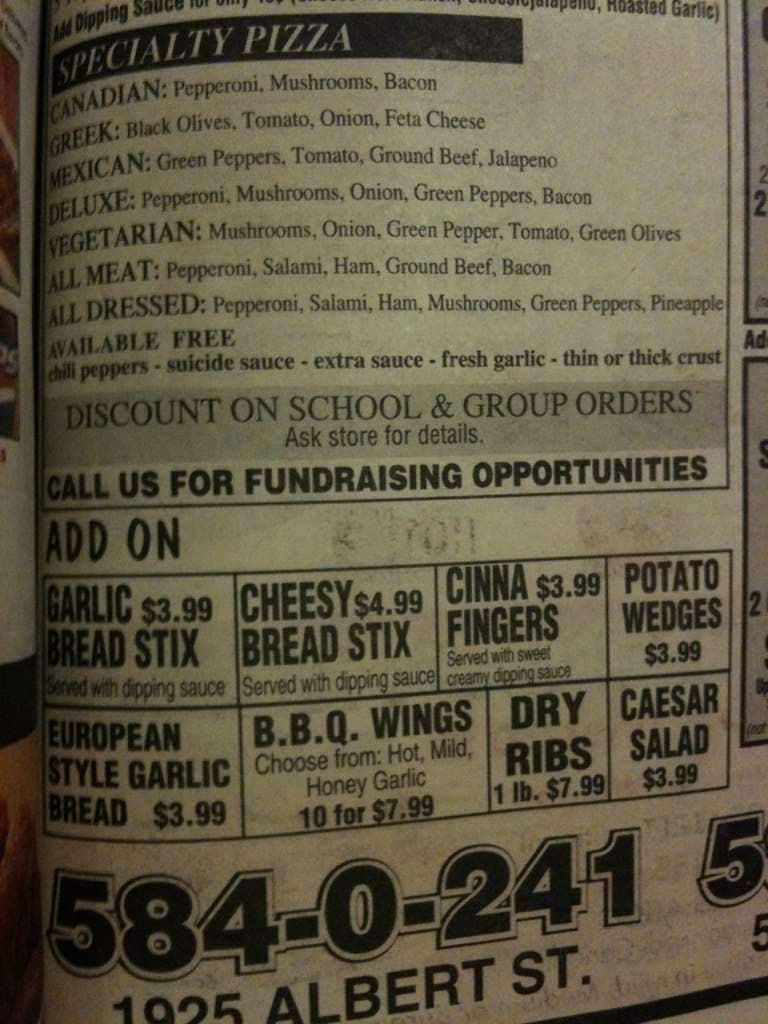 Add Dipping Sauce for only
Roasted Garlic)
SPECIALTY PIZZA
CANADIAN: Pepperoni, Mushrooms, Bacon
GREEK: Black Olives, Tomato, Onion, Feta Cheese
MEXICAN: Green Peppers, Tomato, Ground Beef, Jalapeno
DELUXE: Pepperoni, Mushrooms, Onion, Green Peppers, Bacon
VEGETARIAN: Mushrooms, Onion, Green Pepper, Tomato, Green Olives
ALL MEAT: Pepperoni, Salami, Ham, Ground Beef, Bacon
ALL DRESSED: Pepperoni, Salami, Ham, Mushrooms, Green Peppers, Pineapple
AVAILABLE FREE
chili peppers - suicide sauce - extra sauce - fresh garlic - thin or thick crust
DISCOUNT ON SCHOOL & GROUP ORDERS
Ask store for details.
CALL US FOR FUNDRAISING OPPORTUNITIES
ADD ON
GARLIC $3.99
BREAD STIX
Served with dipping sauce
CHEESY $4.99
BREAD STIX
Served with dipping sauce
CINNA $3.99
FINGERS
Served with sweet
creamy dipping sauce
POTATO
WEDGES
$3.99
EUROPEAN
STYLE GARLIC
BREAD $3.99
B.B.Q. WINGS
Choose from: Hot, Mild,
Honey Garlic
10 for $7.99
DRY
RIBS
1 lb. $7.99
CAESAR
SALAD
$3.99
584-0-241
1925 ALBERT ST.